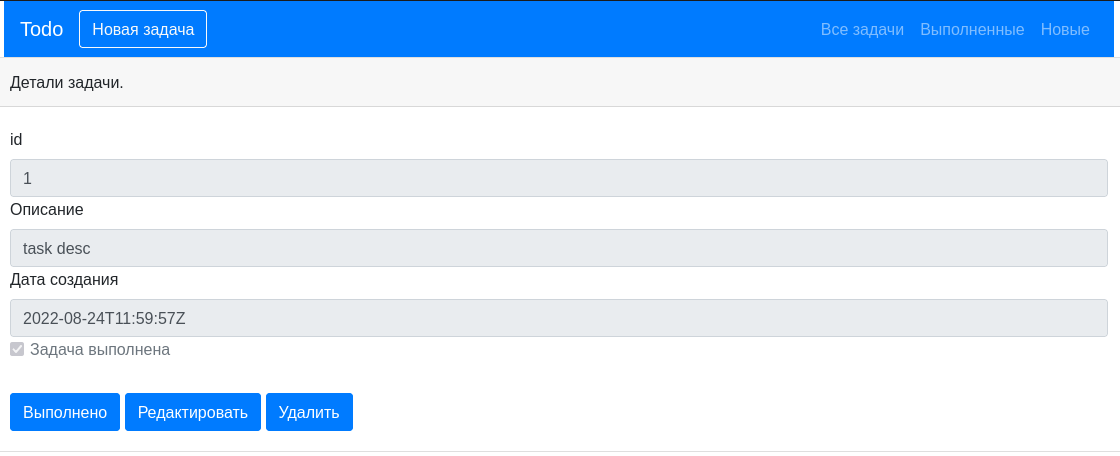 Todo Новая задача Все задачи Выполненные Новые
Детали задачи.
id
1
Описание
task desc
Дата создания
2022-08-24T11:59:57Z
Задача выполнена
Выполнено Редактировать Удалить